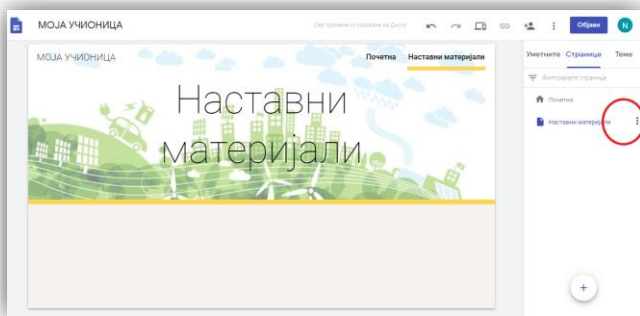 МОЈА УЧИОНИЦА
Све промене су сачуване на Диску
Објави
N
МОЈА УЧИОНИЦА
Почетна Наставни материјали
Наставни
материјали
Уметните Странице Теме
Филтрирајте странице
Почетна
Наставни материјали